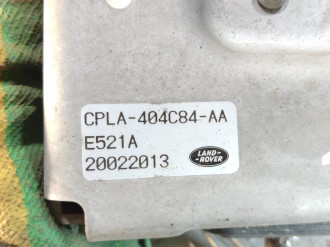 CPLA-404C84-AA
E521A
20022013
LAND-
ROVER